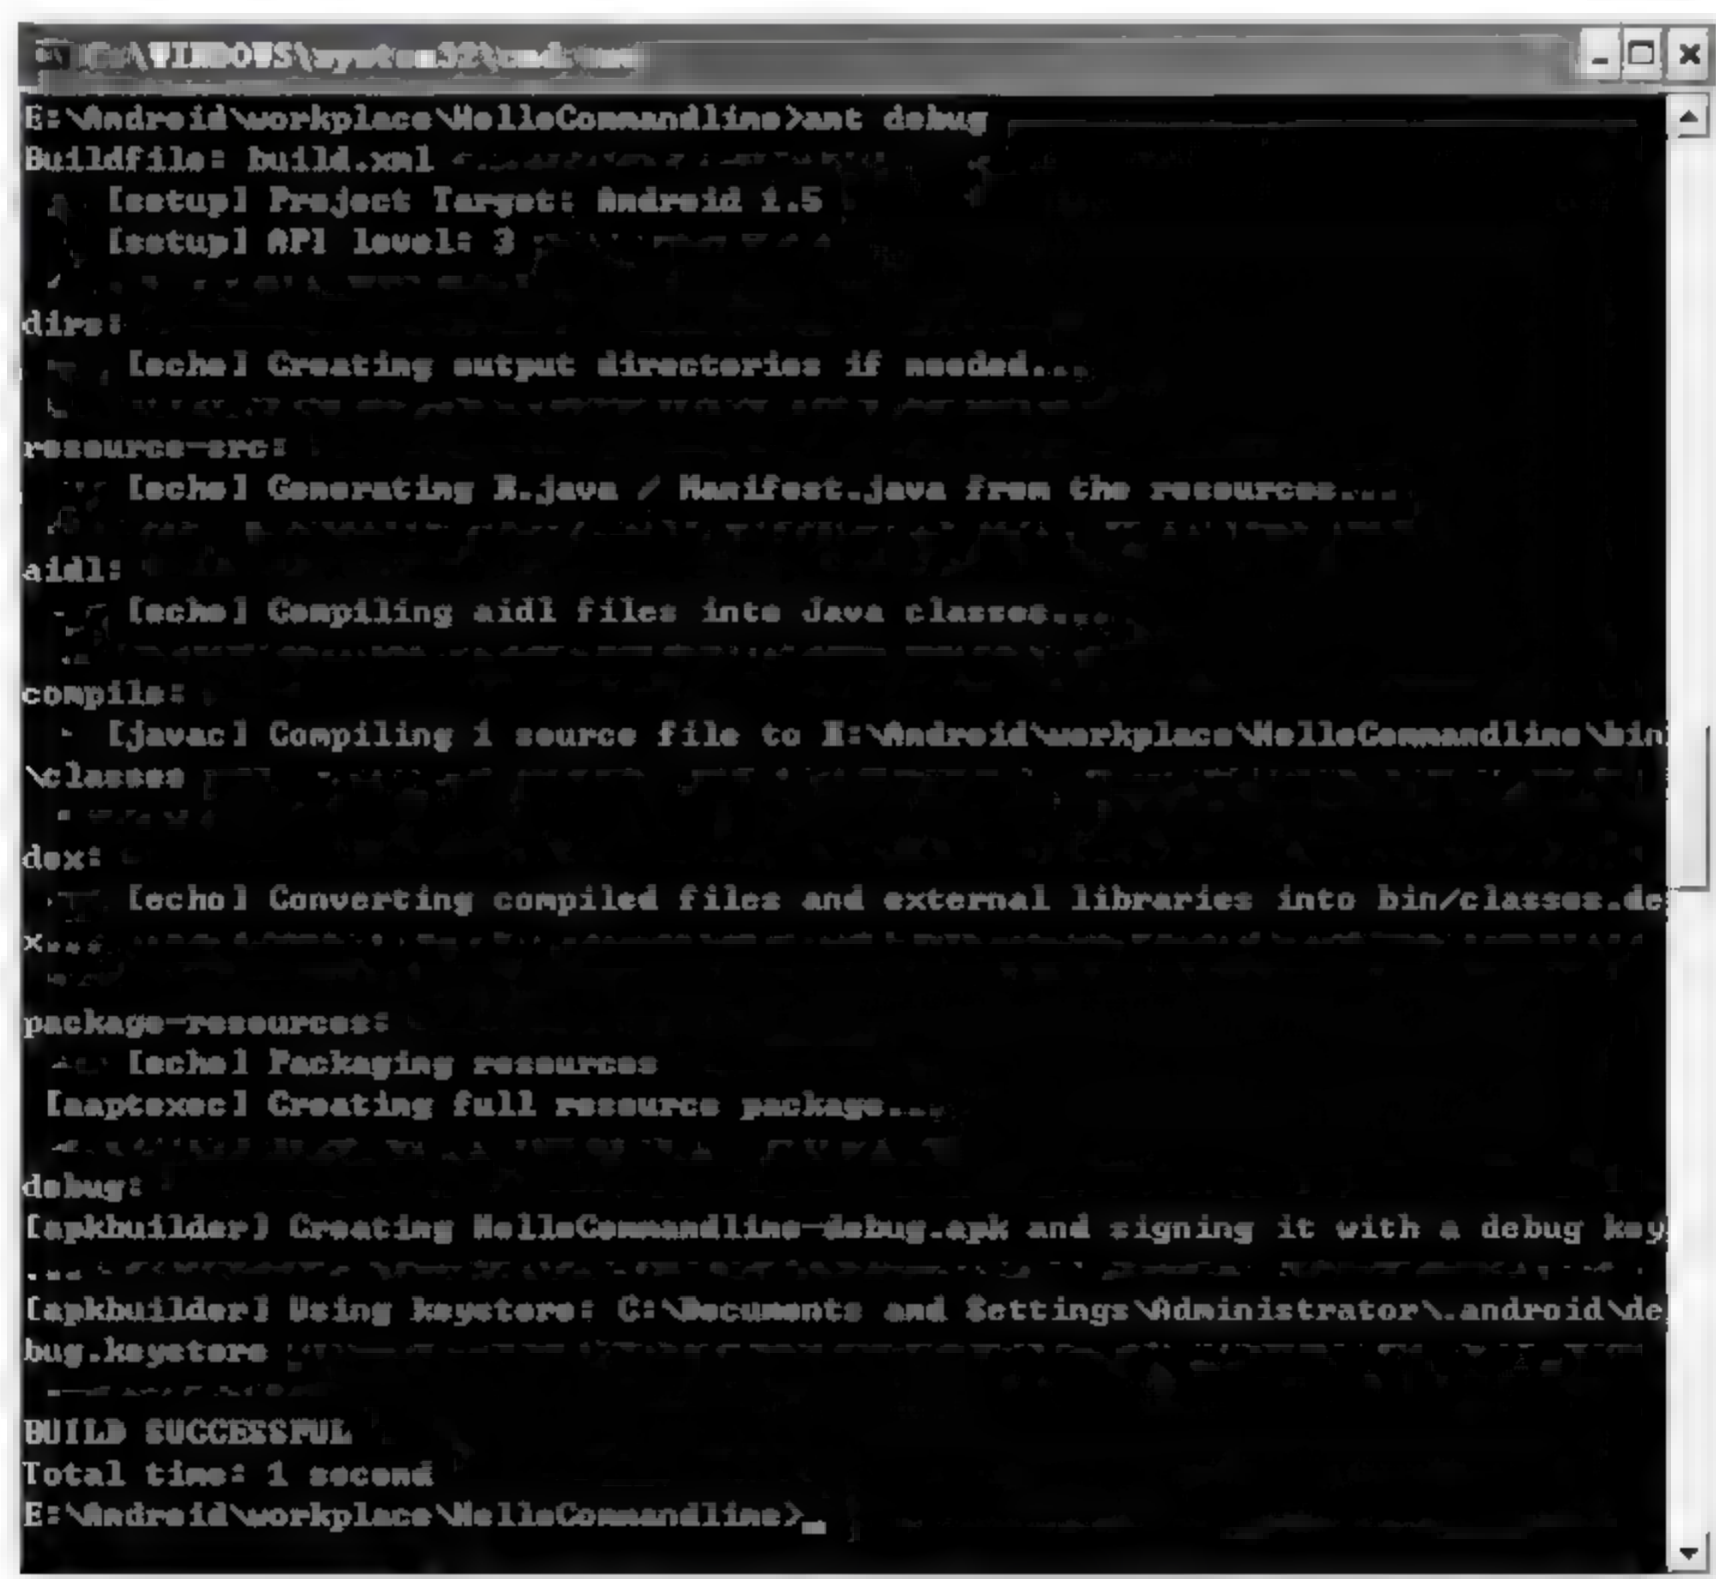 C:\WINDOWS\system32\cmd.exe
E:\Android\workplace\HelloCommandline>ant debug
Buildfile: build.xml
[setup] Project Target: Android 1.5
[setup] API level: 3
dirs:
[echo] Creating output directories if needed...
resource-src:
[echo] Generating R.java / Manifest.java from the resources...
aidl:
[echo] Compiling aidl files into Java classes...
compile:
[javac] Compiling 1 source file to E:\Android\workplace\HelloCommandline\bin
\classes
dex:
[echo] Converting compiled files and external libraries into bin/classes.de
x...
package-resources:
[echo] Packaging resources
[aaptexec] Creating full resource package...
debug:
[apkbuilder] Creating HelloCommandline-debug.apk and signing it with a debug key
...
[apkbuilder] Using keystore: C:\Documents and Settings\Administrator\.android\de
bug.keystore
BUILD SUCCESSFUL
Total time: 1 second
E:\Android\workplace\HelloCommandline>_